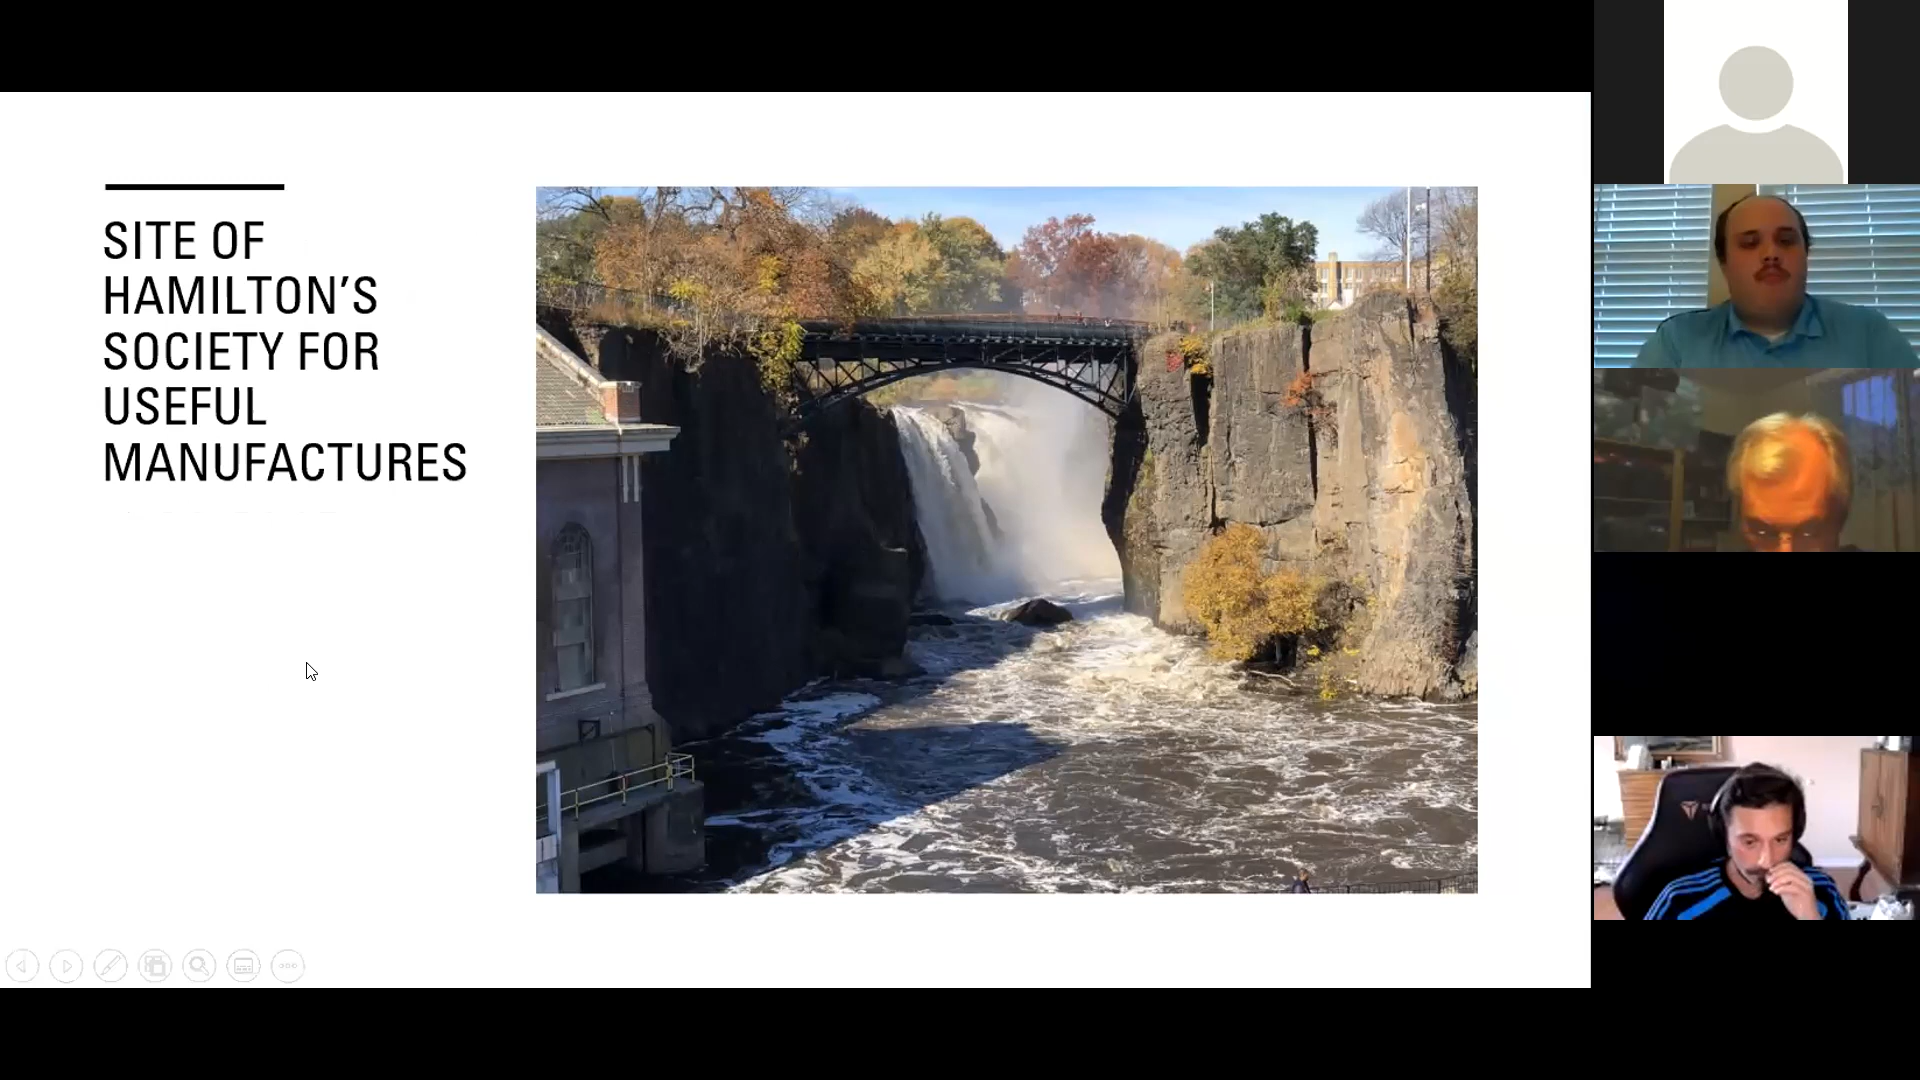 SITE OF
HAMILTON’S
SOCIETY FOR
USEFUL
MANUFACTURES